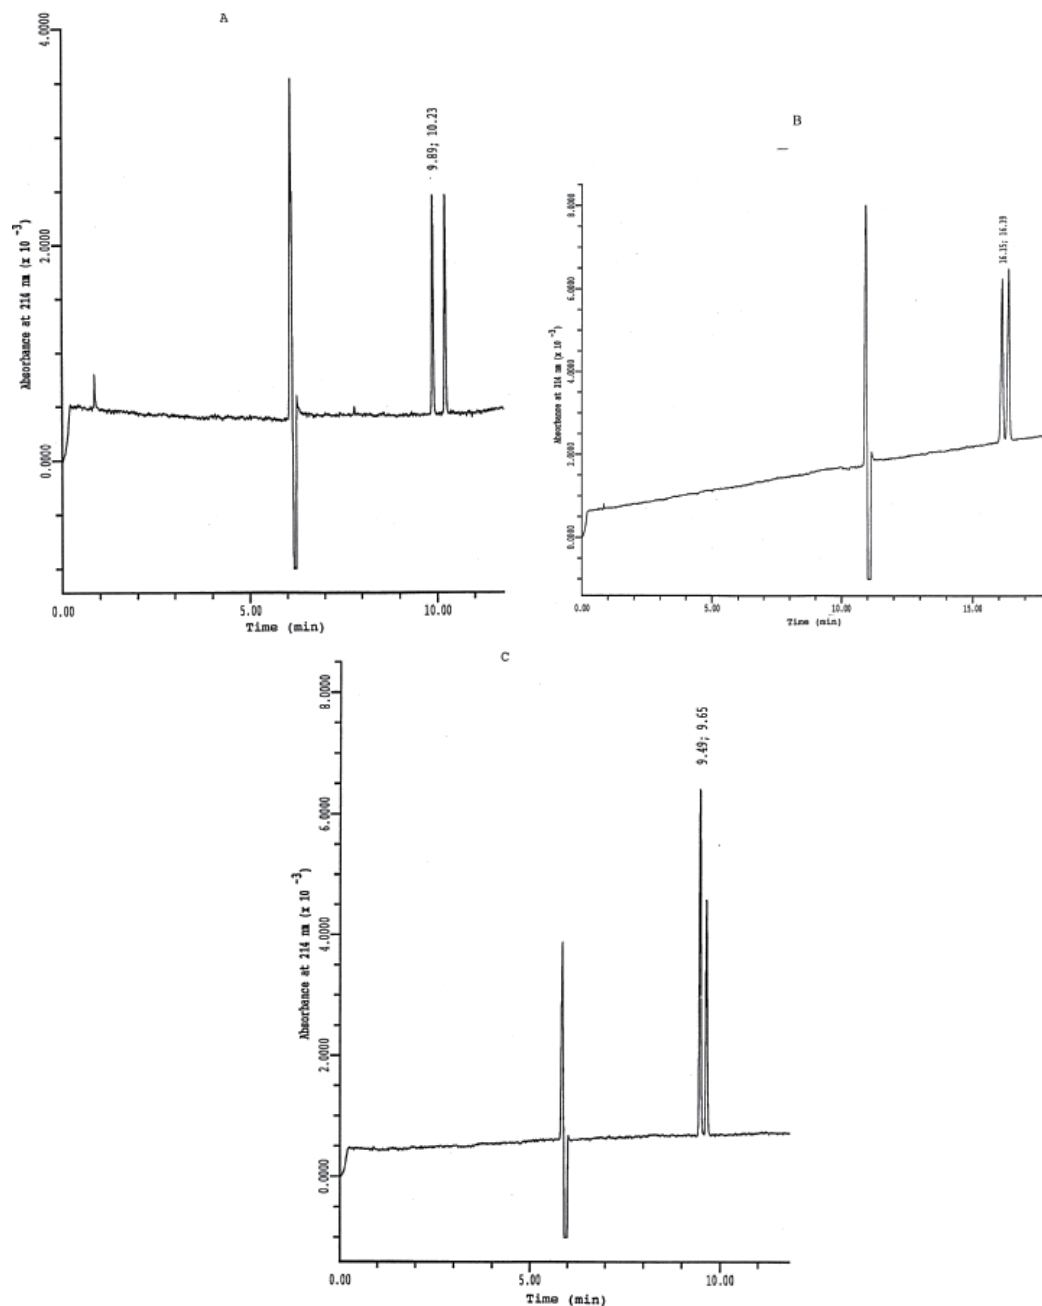 A
4.0000
2.0000
0.0000
Absorbance at 214 nm (x 10 -3)
9.89; 10.23
0.00
5.00
10.00
Time (min)
B
8.0000
6.0000
4.0000
2.0000
0.0000
Absorbance at 214 nm (x 10 -3)
16.15; 16.39
0.00
5.00
10.00
15.00
Time (min)
C
8.0000
6.0000
4.0000
2.0000
0.0000
Absorbance at 214 nm (x 10 -3)
9.49; 9.65
0.00
5.00
10.00
Time (min)